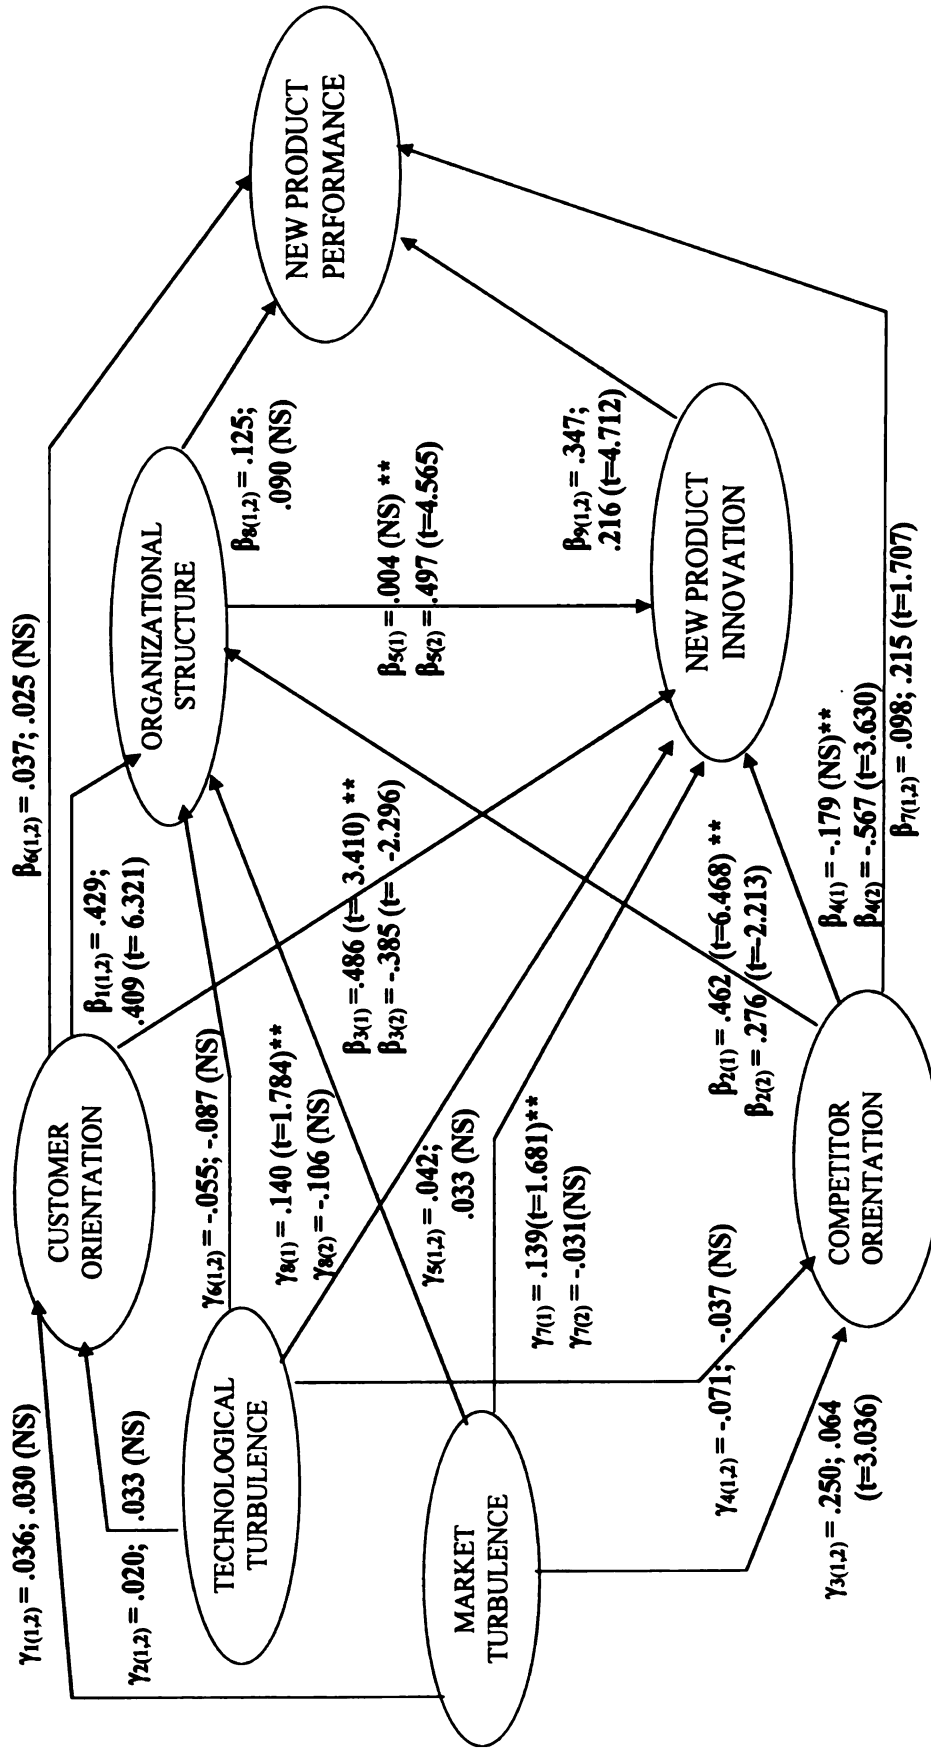 γ1(1,2) = .036; .030 (NS)
γ2(1,2) = .020; .033 (NS)
CUSTOMER
ORIENTATION
β6(1,2) = .037; .025 (NS)
β1(1,2) = .429;
.409 (t= 6.321)
ORGANIZATIONAL
STRUCTURE
NEW PRODUCT
PERFORMANCE
TECHNOLOGICAL
TURBULENCE
γ6(1,2) = -.055; -.087 (NS)
γ8(1) = .140 (t=1.784)**
γ8(2) = -.106 (NS)
β3(1) =.486 (t= 3.410) **
β3(2) = -.385 (t= -2.296)
β8(1,2) = .125;
.090 (NS)
β5(1) = .004 (NS) **
β5(2) = .497 (t=4.565)
γ5(1,2) = .042;
.033 (NS)
MARKET
TURBULENCE
γ7(1) = .139(t=1.681)**
γ7(2) = -.031(NS)
β2(1) = .462 (t=6.468) **
β2(2) = .276 (t=-2.213)
β9(1,2) = .347;
.216 (t=4.712)
NEW PRODUCT
INNOVATION
γ4(1,2) = -.071; -.037 (NS)
γ3(1,2) = .250; .064
(t=3.036)
COMPETITOR
ORIENTATION
β4(1) = -.179 (NS)**
β4(2) = -.567 (t=3.630)
β7(1,2) = .098; .215 (t=1.707)